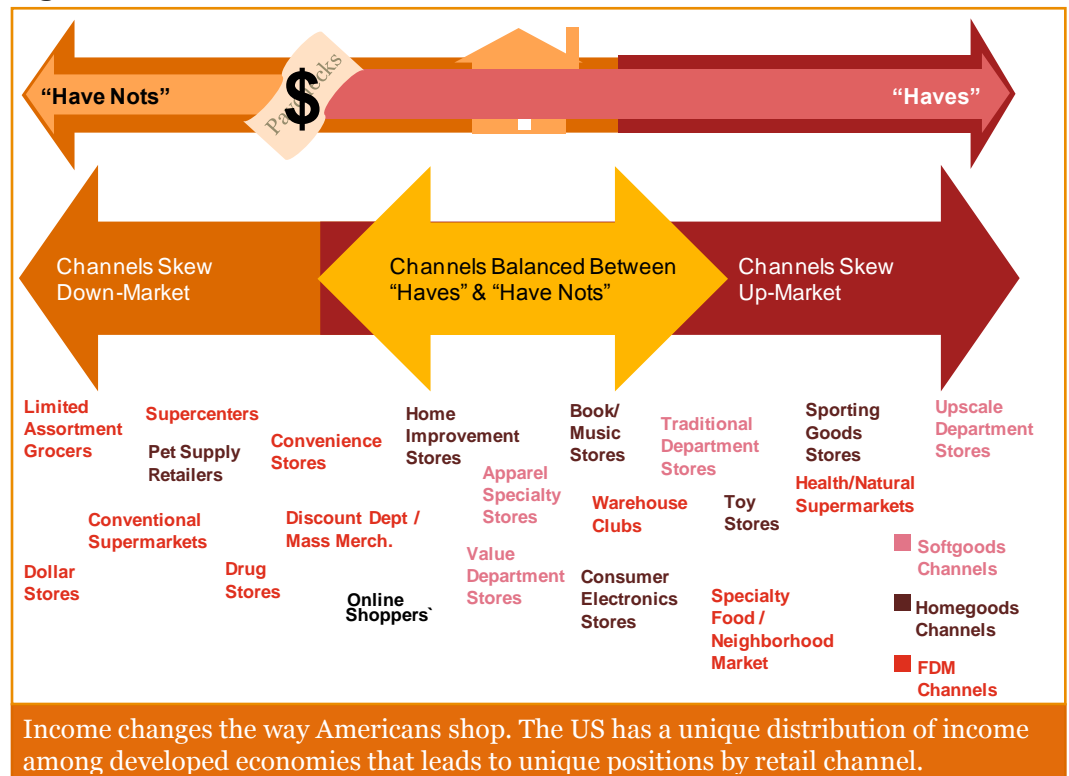 "Have Nots"
Paychecks
$
"Haves"
Channels Skew
Down-Market
Channels Balanced Between
"Haves" & "Have Nots"
Channels Skew
Up-Market
Limited
Assortment
Grocers
Supercenters
Pet Supply
Retailers
Convenience
Stores
Home
Improvement
Stores
Book/
Music
Stores
Traditional
Department
Stores
Sporting
Goods
Stores
Upscale
Department
Stores
Apparel
Specialty
Stores
Health/Natural
Supermarkets
Warehouse
Clubs
Toy
Stores
Conventional
Supermarkets
Discount Dept /
Mass Merch.
Value
Department
Stores
Softgoods
Channels
Dollar
Stores
Drug
Stores
Online
Shoppers`
Consumer
Electronics
Stores
Specialty
Food /
Neighborhood
Market
Homegoods
Channels
FDM
Channels
Income changes the way Americans shop. The US has a unique distribution of income
among developed economies that leads to unique positions by retail channel.